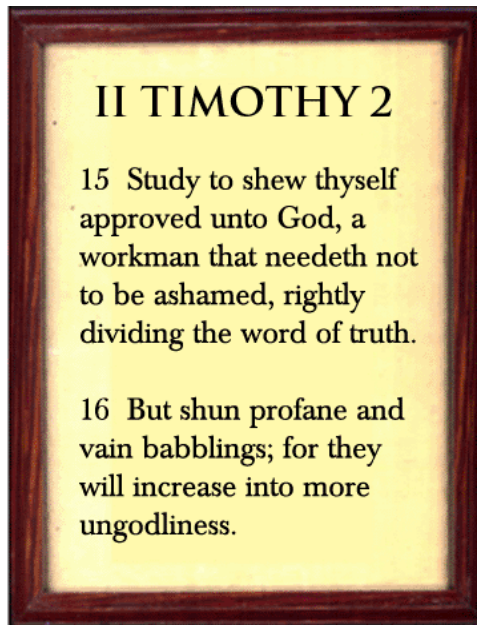 II TIMOTHY 2
15 Study to shew thyself
approved unto God, a
workman that needeth not
to be ashamed, rightly
dividing the word of truth.
16 But shun profane and
vain babblings; for they
will increase into more
ungodliness.